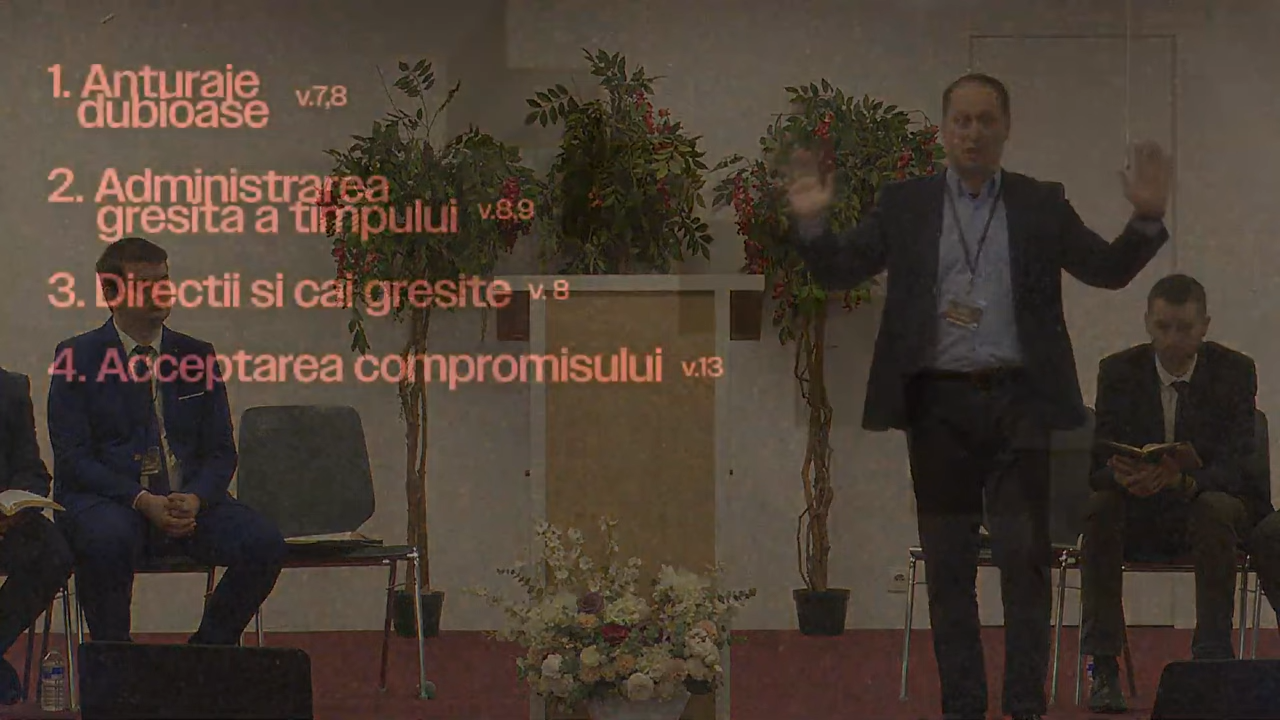 1. Anturaje
dubioase v.7,8
2. Administrarea
gresita a timpului v.8,9
3. Directii si cai gresite v. 8
4. Acceptarea compromisului v.13